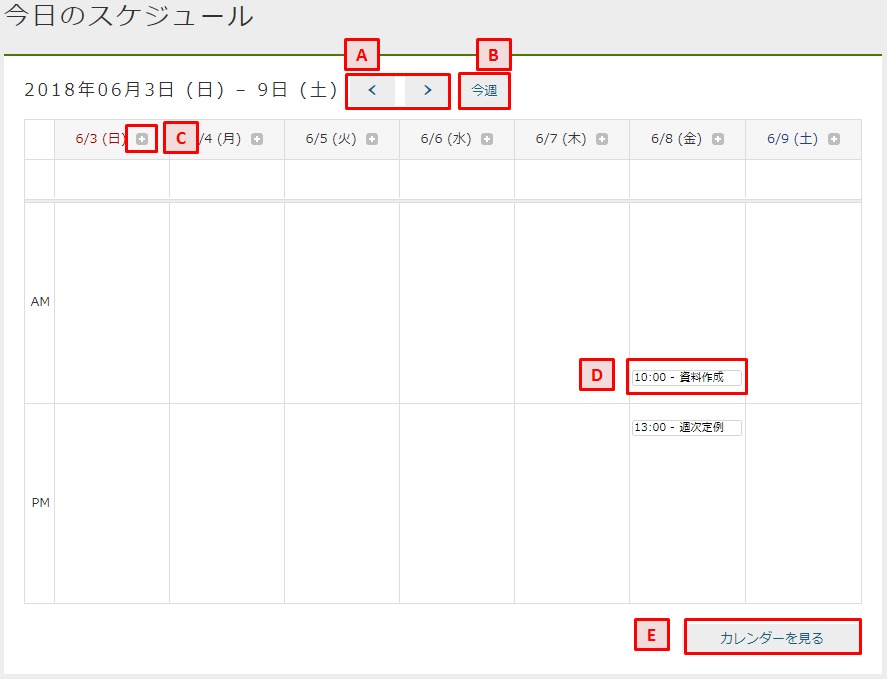 今日のスケジュール
A
B
2018年06月3日 (日) – 9日 (土)
<
>
今週
6/3 (日)
C
/4 (月)
6/5 (火)
6/6 (水)
6/7 (木)
6/8 (金)
6/9 (土)
AM
D
10:00 - 資料作成
13:00 - 週次定例
PM
E
カレンダーを見る